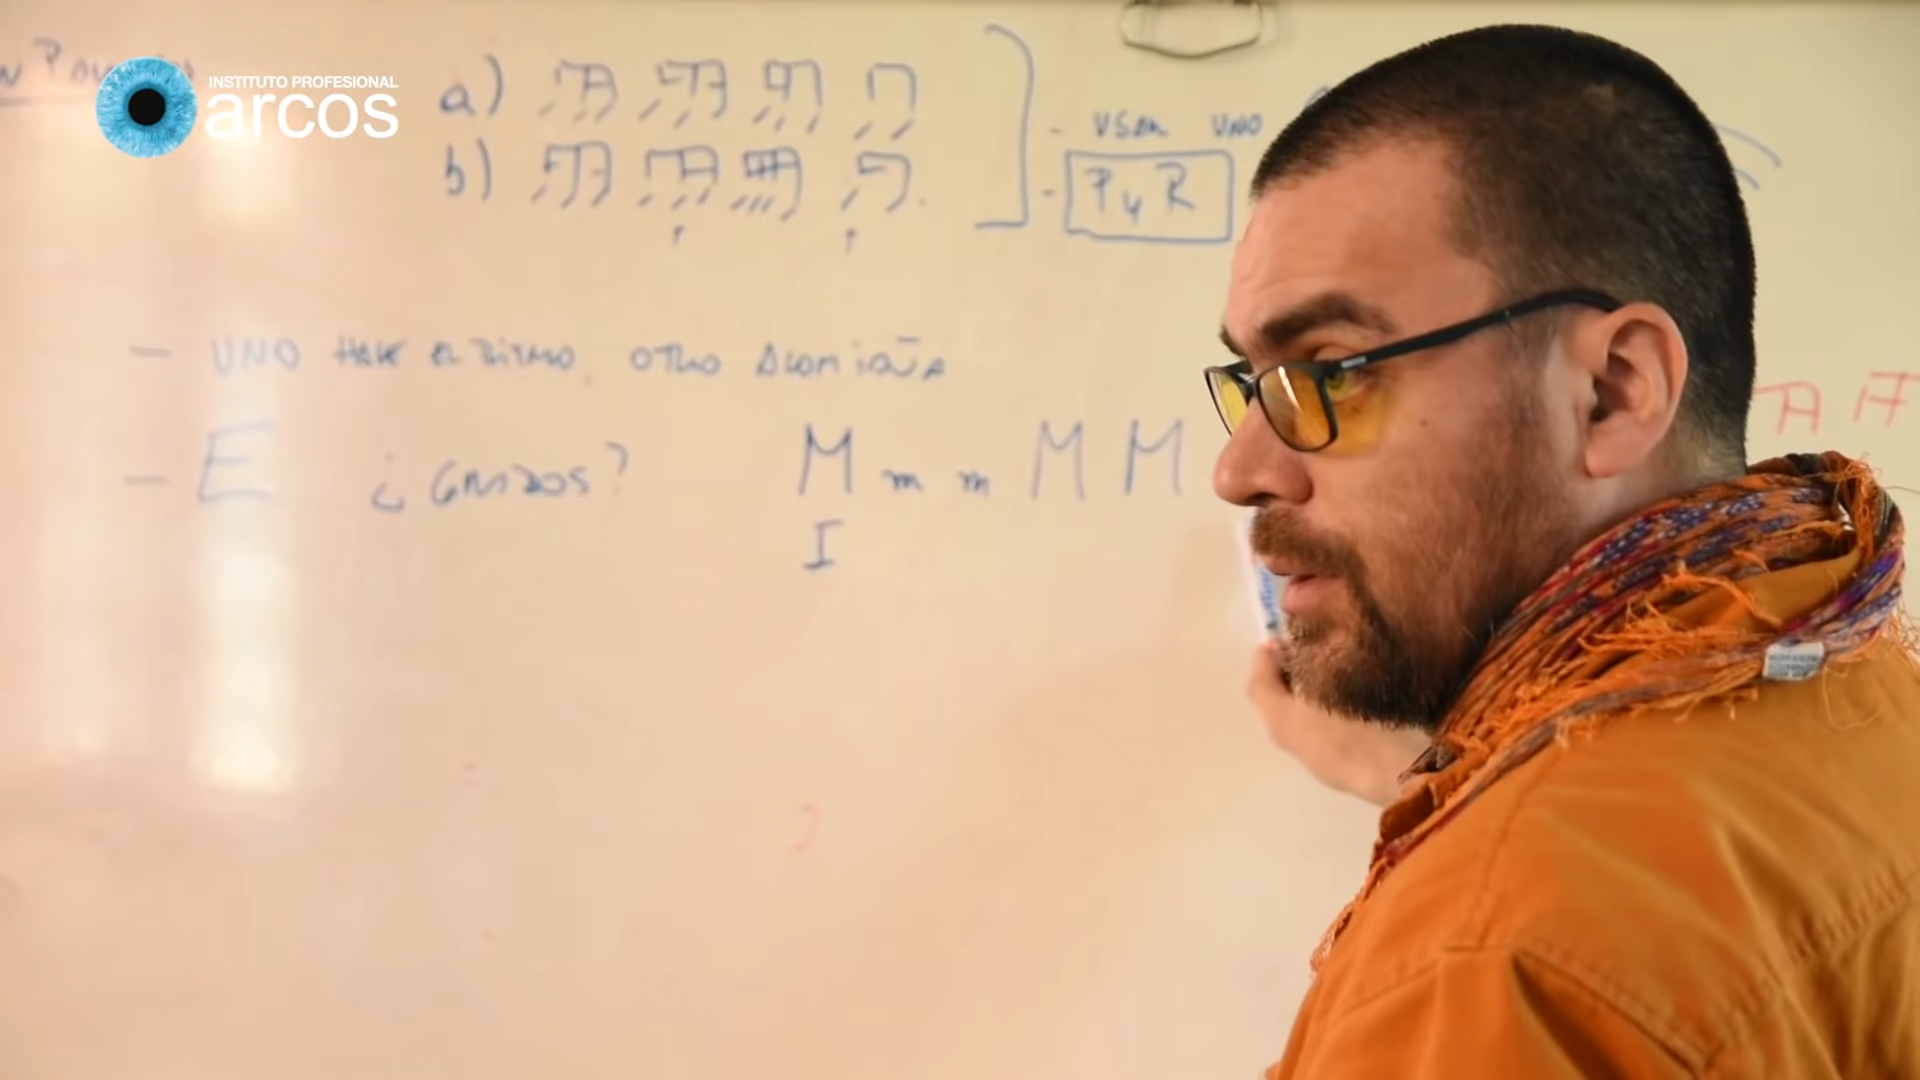 INSTITUTO PROFESIONAL
arcos
a)
b)
- USAR UNO
- P y R
- UNO HACE EL RITMO, OTRO ACOMPAÑA
- E ¿GRADOS? M m m M M
I